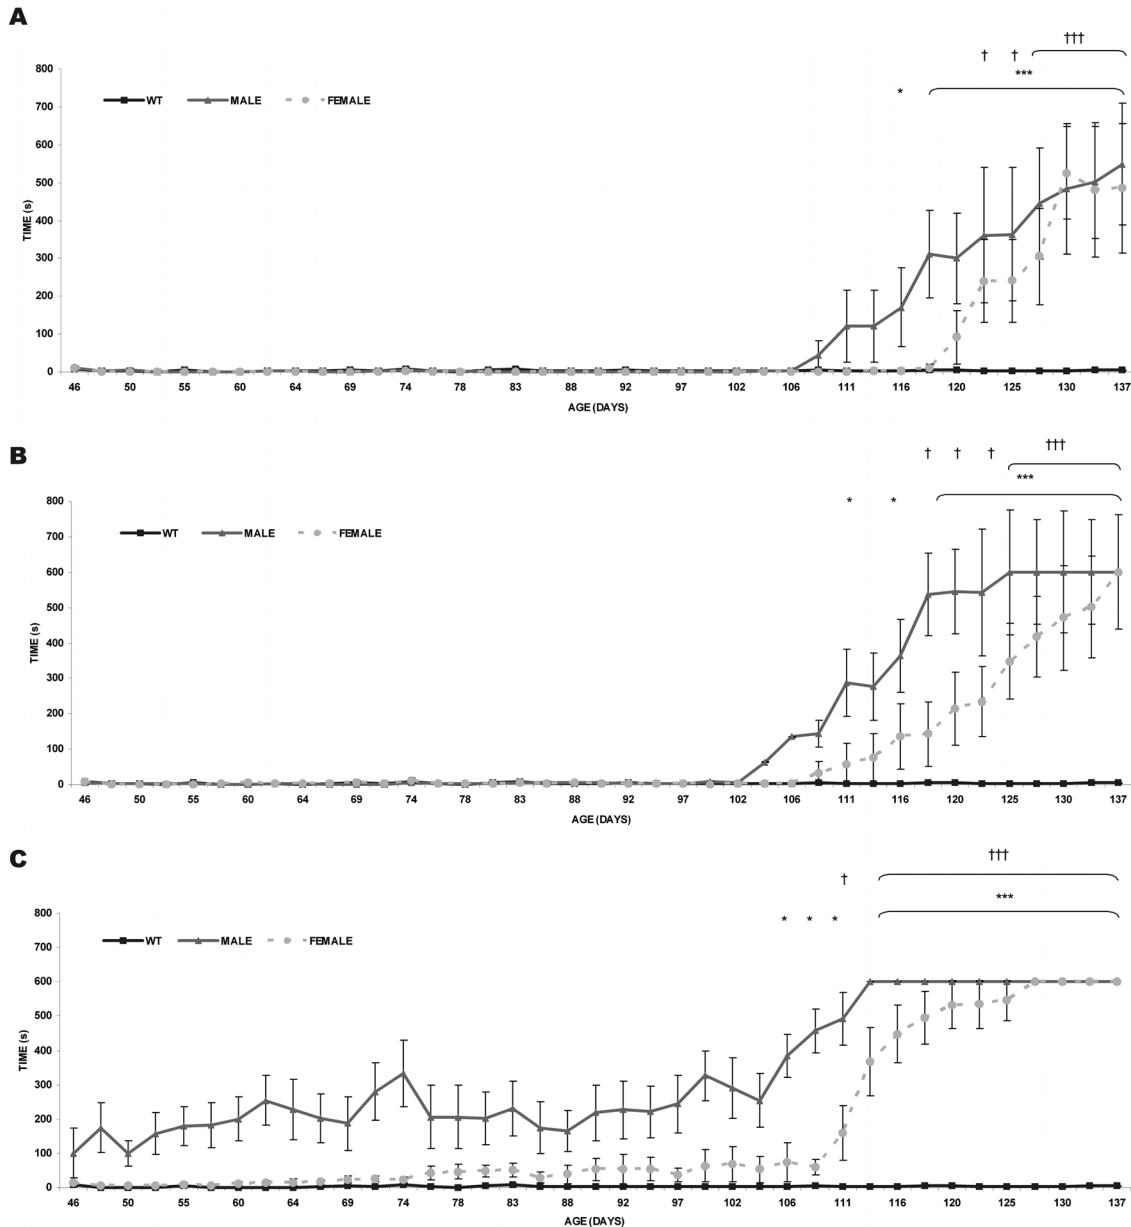 A
††† 
† †
***
*
800
WT MALE FEMALE
700
600
500
400
300
200
100
0
TIME (s)
46 50 55 60 64 69 74 78 83 88 92 97 102 106 111 116 120 125 130 137
AGE (DAYS)
B
†††
† † †
***
* *
800
WT MALE FEMALE
700
600
500
400
300
200
100
0
TIME (s)
46 50 55 60 64 69 74 78 83 88 92 97 102 106 111 116 120 125 130 137
AGE (DAYS)
C
†††
†
***
* * *
800
WT MALE FEMALE
700
600
500
400
300
200
100
0
TIME (s)
46 50 55 60 64 69 74 78 83 88 92 97 102 106 111 116 120 125 130 137
AGE (DAYS)